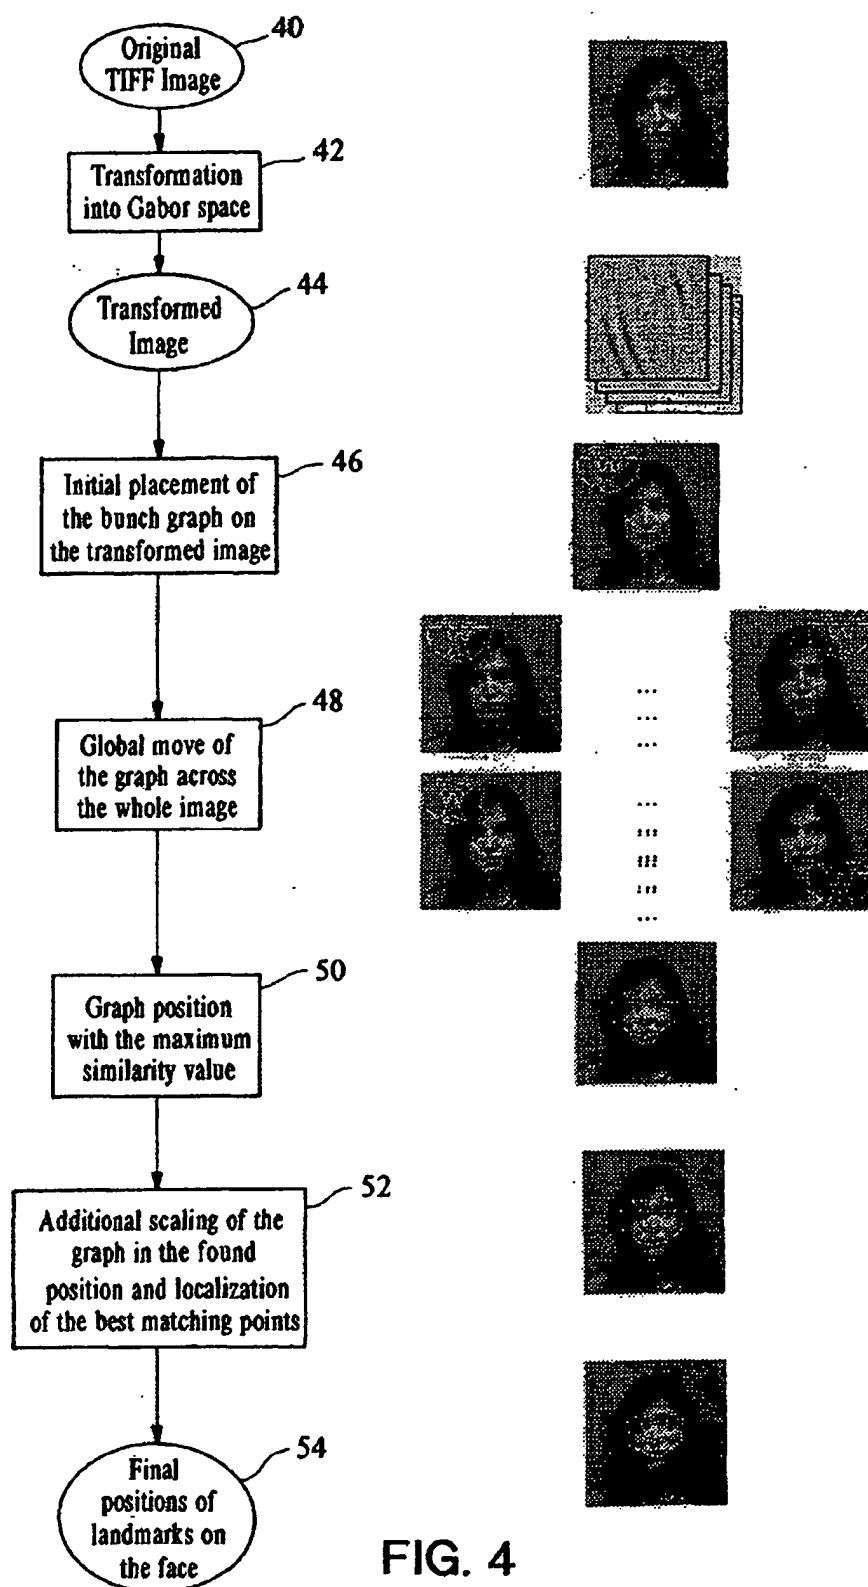 40
Original
TIFF Image
42
Transformation
into Gabor space
44
Transformed
Image
46
Initial placement of
the bunch graph on
the transformed image
48
Global move of
the graph across
the whole image
50
Graph position
with the maximum
similarity value
52
Additional scaling of the
graph in the found
position and localization
of the best matching points
54
Final
positions of
landmarks on
the face
FIG. 4